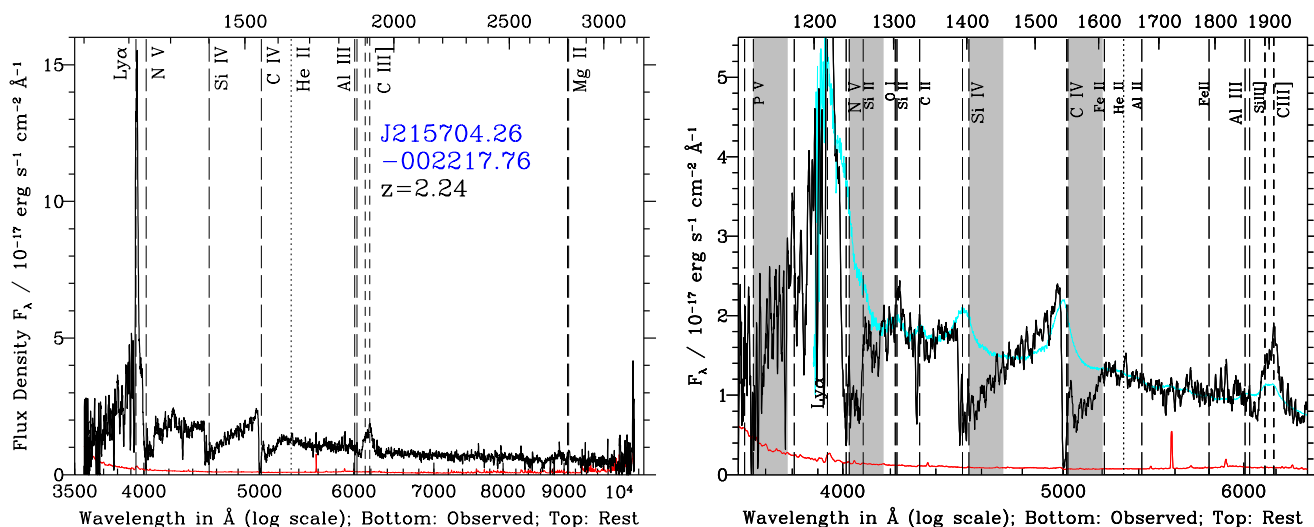 1500 2000 2500 3000
Flux Density Fλ / 10⁻¹⁷ erg s⁻¹ cm⁻² Å⁻¹
15
10
5
0
Lyα
N V
Si IV
C IV
He II
Al III
C III]
Mg II
J215704.26
−002217.76
z=2.24
3500 4000 5000 6000 7000 8000 9000 10⁴
Wavelength in Å (log scale); Bottom: Observed; Top: Rest
1200 1300 1400 1500 1600 1700 1800 1900
Fλ / 10⁻¹⁷ erg s⁻¹ cm⁻² Å⁻¹
5
4
3
2
1
0
P V
Lyα
N V
Si II
O I
Si II
C II
Si IV
C IV
Fe II
He II
Al II
FeII
Al III
SiIII]
CIII]
4000 5000 6000
Wavelength in Å (log scale); Bottom: Observed; Top: Rest